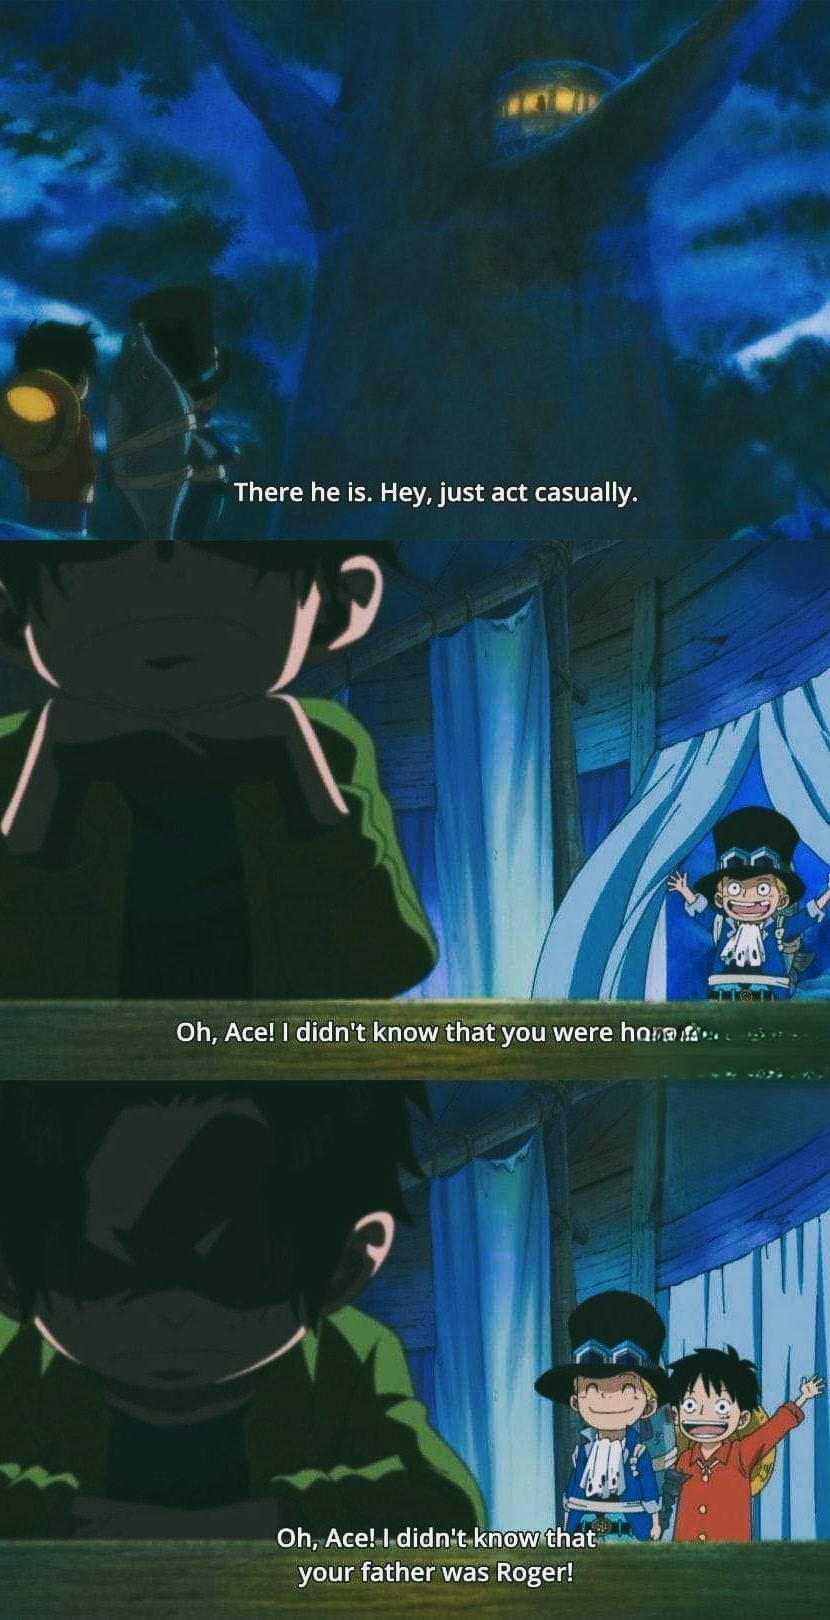 There he is. Hey, just act casually.
Oh, Ace! I didn't know that you were
Oh, Ace! I didn't know that
your father was Roger!